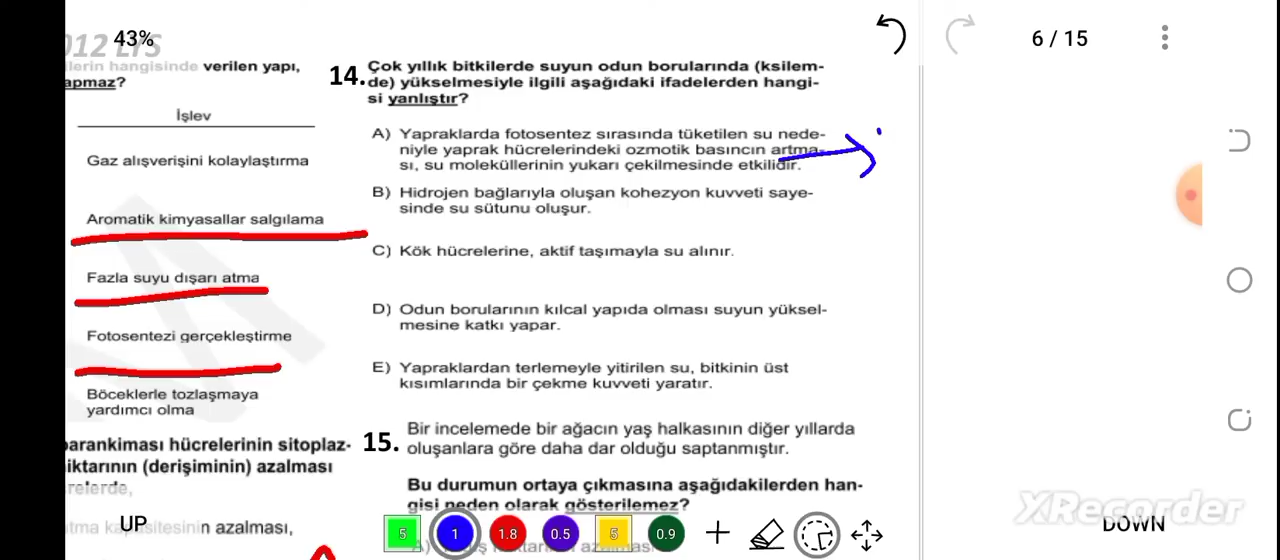 43%
6 / 15
012 LYS
ilerin hangisinde verilen yapı,
apmaz?
İşlev
Gaz alışverişini kolaylaştırma
Aromatik kimyasallar salgılama
Fazla suyu dışarı atma
Fotosentezi gerçekleştirme
Böceklerle tozlaşmaya
yardımcı olma
parankiması hücrelerinin sitoplaz-
iktarının (derişiminin) azalması
relerde,
n azalması,
14. Çok yıllık bitkilerde suyun odun borularında (ksilem-
de) yükselmesiyle ilgili aşağıdaki ifadelerden hangi-
si yanlıştır?
A) Yapraklarda fotosentez sırasında tüketilen su nede-
niyle yaprak hücrelerindeki ozmotik basıncın artma-
sı, su moleküllerinin yukarı çekilmesinde etkilidir.
B) Hidrojen bağlarıyla oluşan kohezyon kuvveti saye-
sinde su sütunu oluşur.
C) Kök hücrelerine, aktif taşımayla su alınır.
D) Odun borularının kılcal yapıda olması suyun yüksel-
mesine katkı yapar.
E) Yapraklardan terlemeyle yitirilen su, bitkinin üst
kısımlarında bir çekme kuvveti yaratır.
15. Bir incelemede bir ağacın yaş halkasının diğer yıllarda
oluşanlara göre daha dar olduğu saptanmıştır.
Bu durumun ortaya çıkmasına aşağıdakilerden han-
gisi neden olarak gösterilemez?
UP
5
1
1.8
0.5
5
0.9
DOWN
XRecorder